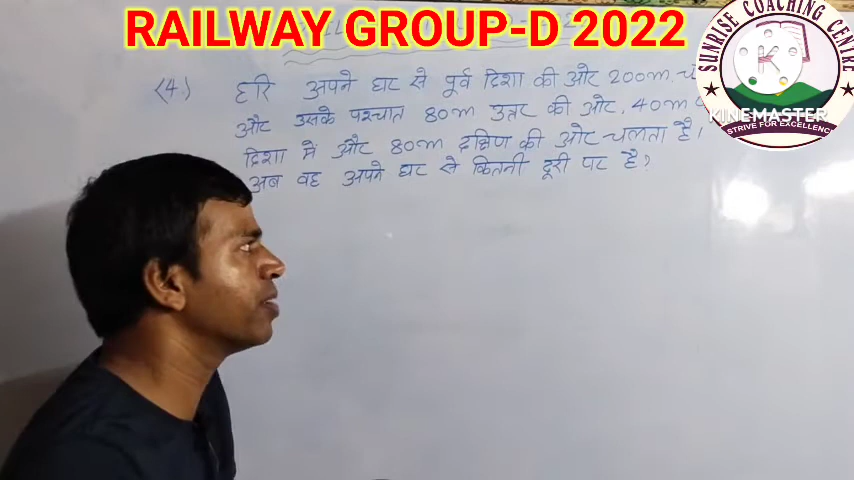 RAILWAY GROUP-D 2022
SUNRISE COACHING CENTRE
KINEMASTER
STRIVE FOR EXCELLENCE
(4.) हरि अपने घर से पूर्व दिशा की ओर 200m
और उसके पश्चात 80m उत्तर की ओर, 40m
दिशा में और 80m दक्षिण की ओर चलता है।
अब वह अपने घर से कितनी दूरी पर है?